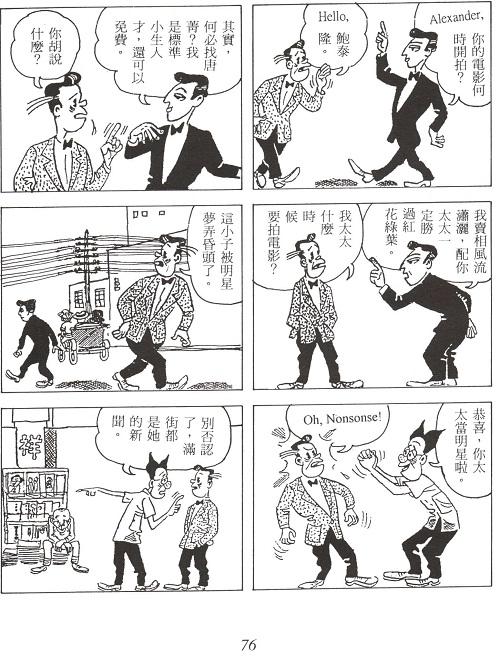 Alexander,
你的電影何
時開拍?
Hello,
鮑泰
隆。
其實,
何必找唐
菁?我
是標準
小生人
才,還可以
免費。
你胡說
什麼?
我賣相風流
瀟灑,配你
太太一
定勝
過紅
花綠葉。
我太太
什麼
時
候
要拍電影?
這小子被明星
夢弄昏頭了。
恭喜,你太
太當明星啦。
Oh, Nonsonse!
別否認
了,滿
街都
是她
的新
聞。
祥
76